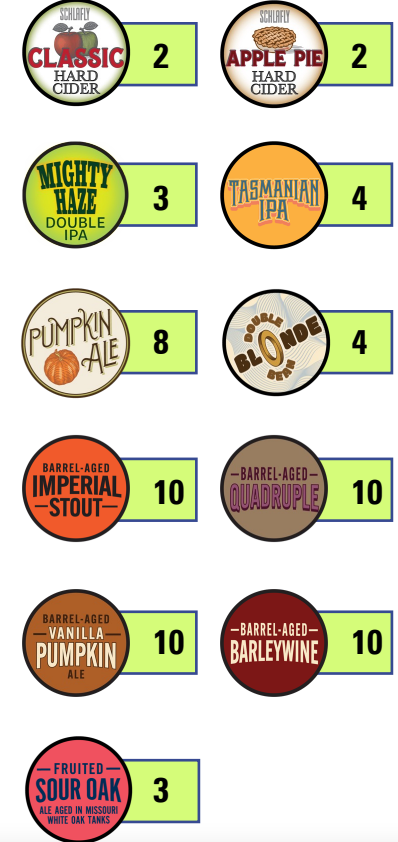 SCHLAFLY
CLASSIC
HARD
CIDER
2
SCHLAFLY
APPLE PIE
HARD
CIDER
2
MIGHTY
HAZE
DOUBLE
IPA
3
TASMANIAN
IPA
4
PUMPKIN
ALE
8
DOUBLE
BLONDE
BEAN
4
BARREL-AGED
IMPERIAL
STOUT
10
BARREL-AGED
QUADRUPLE
10
BARREL-AGED
VANILLA
PUMPKIN
ALE
10
BARREL-AGED
BARLEYWINE
10
FRUITED
SOUR OAK
ALE AGED IN MISSOURI
WHITE OAK TANKS
3